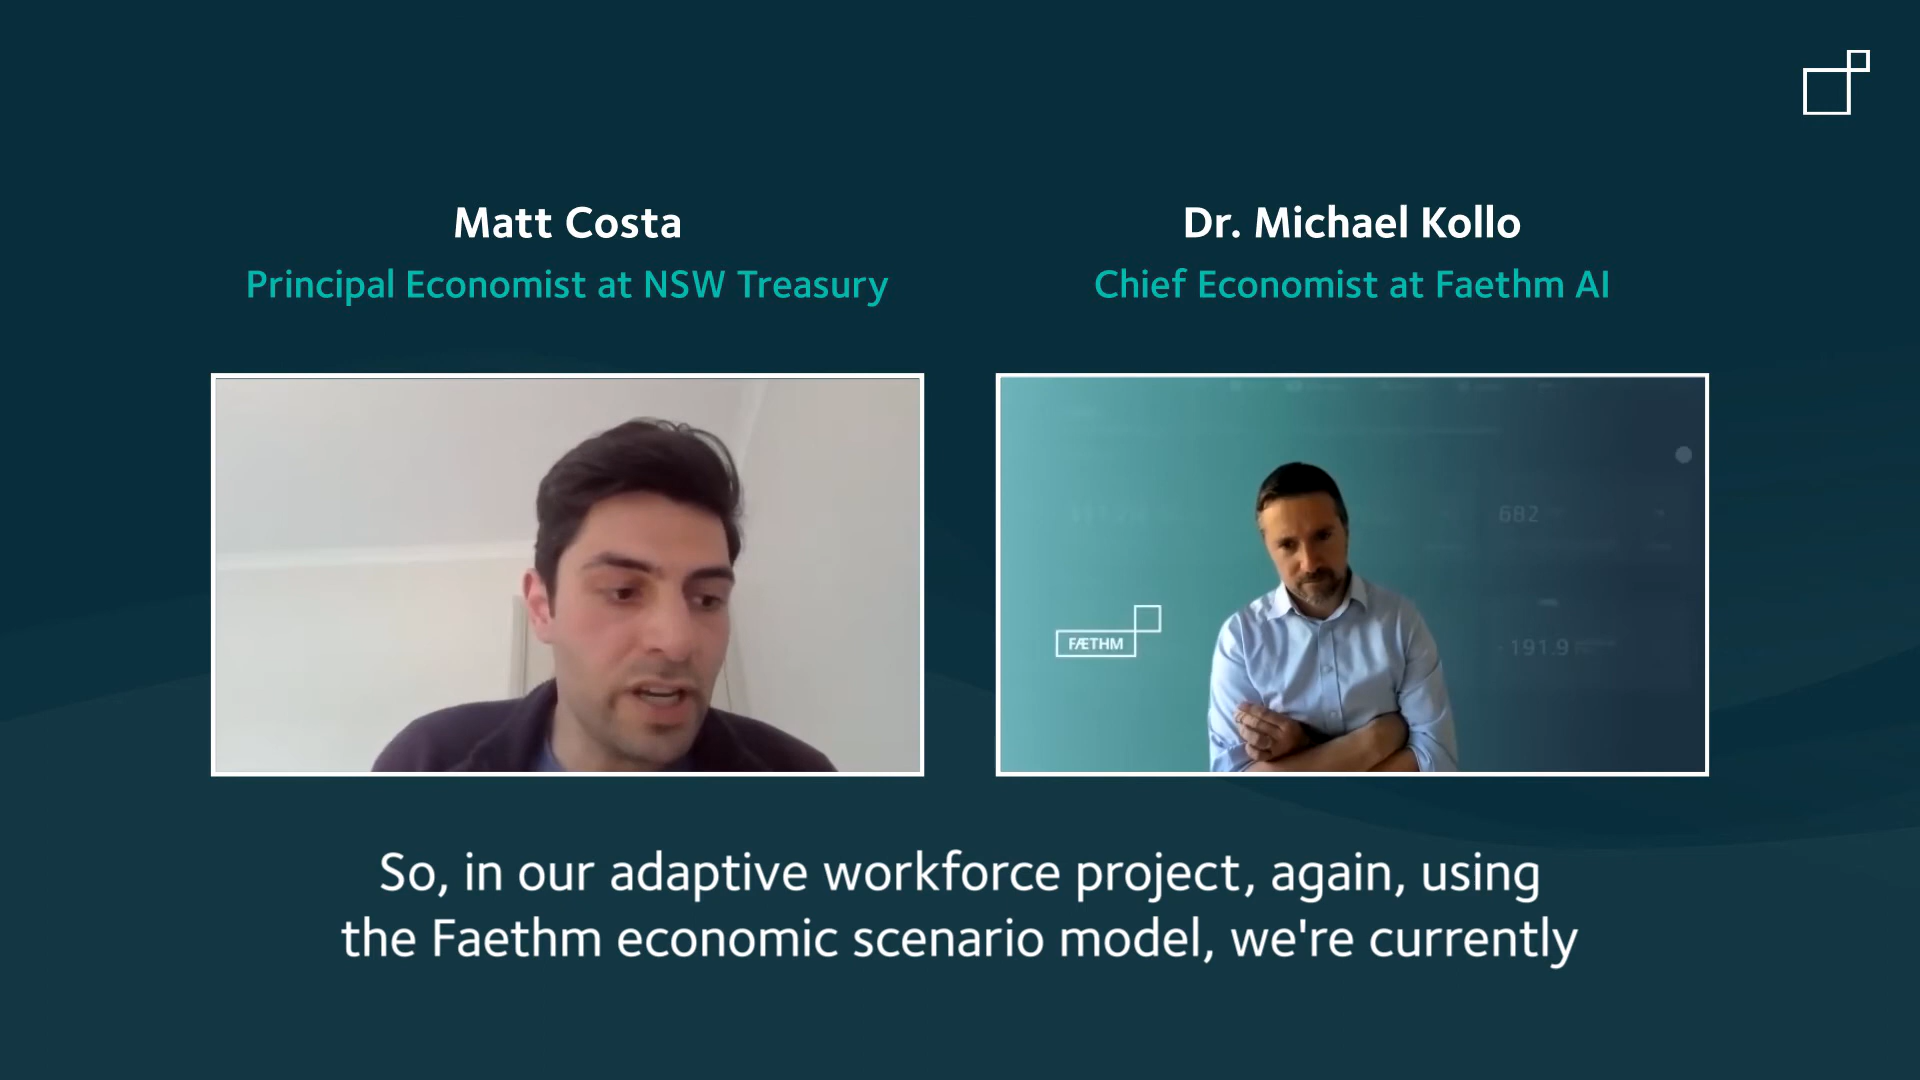 Matt Costa
Principal Economist at NSW Treasury
Dr. Michael Kollo
Chief Economist at Faethm AI
682
FÆTHM
-191.9
So, in our adaptive workforce project, again, using
the Faethm economic scenario model, we're currently